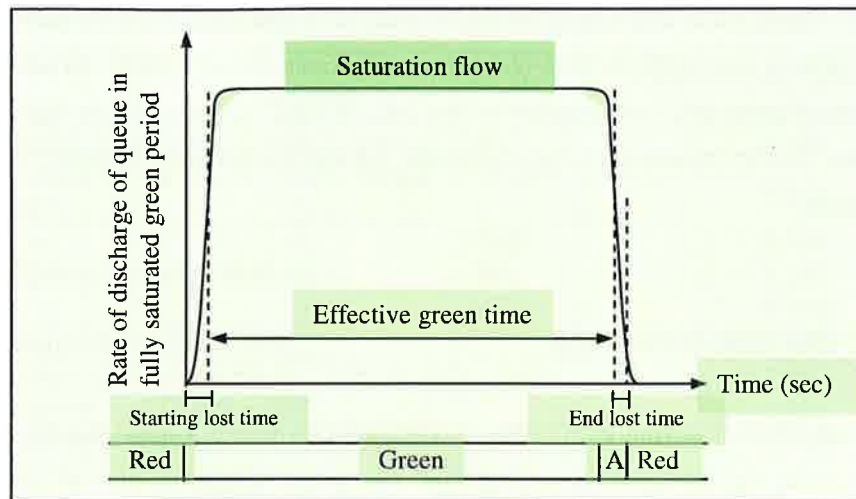 Saturation flow
Rate of discharge of queue in
fully saturated green period
Effective green time
Time (sec)
Starting lost time
End lost time
Red
Green
A
Red